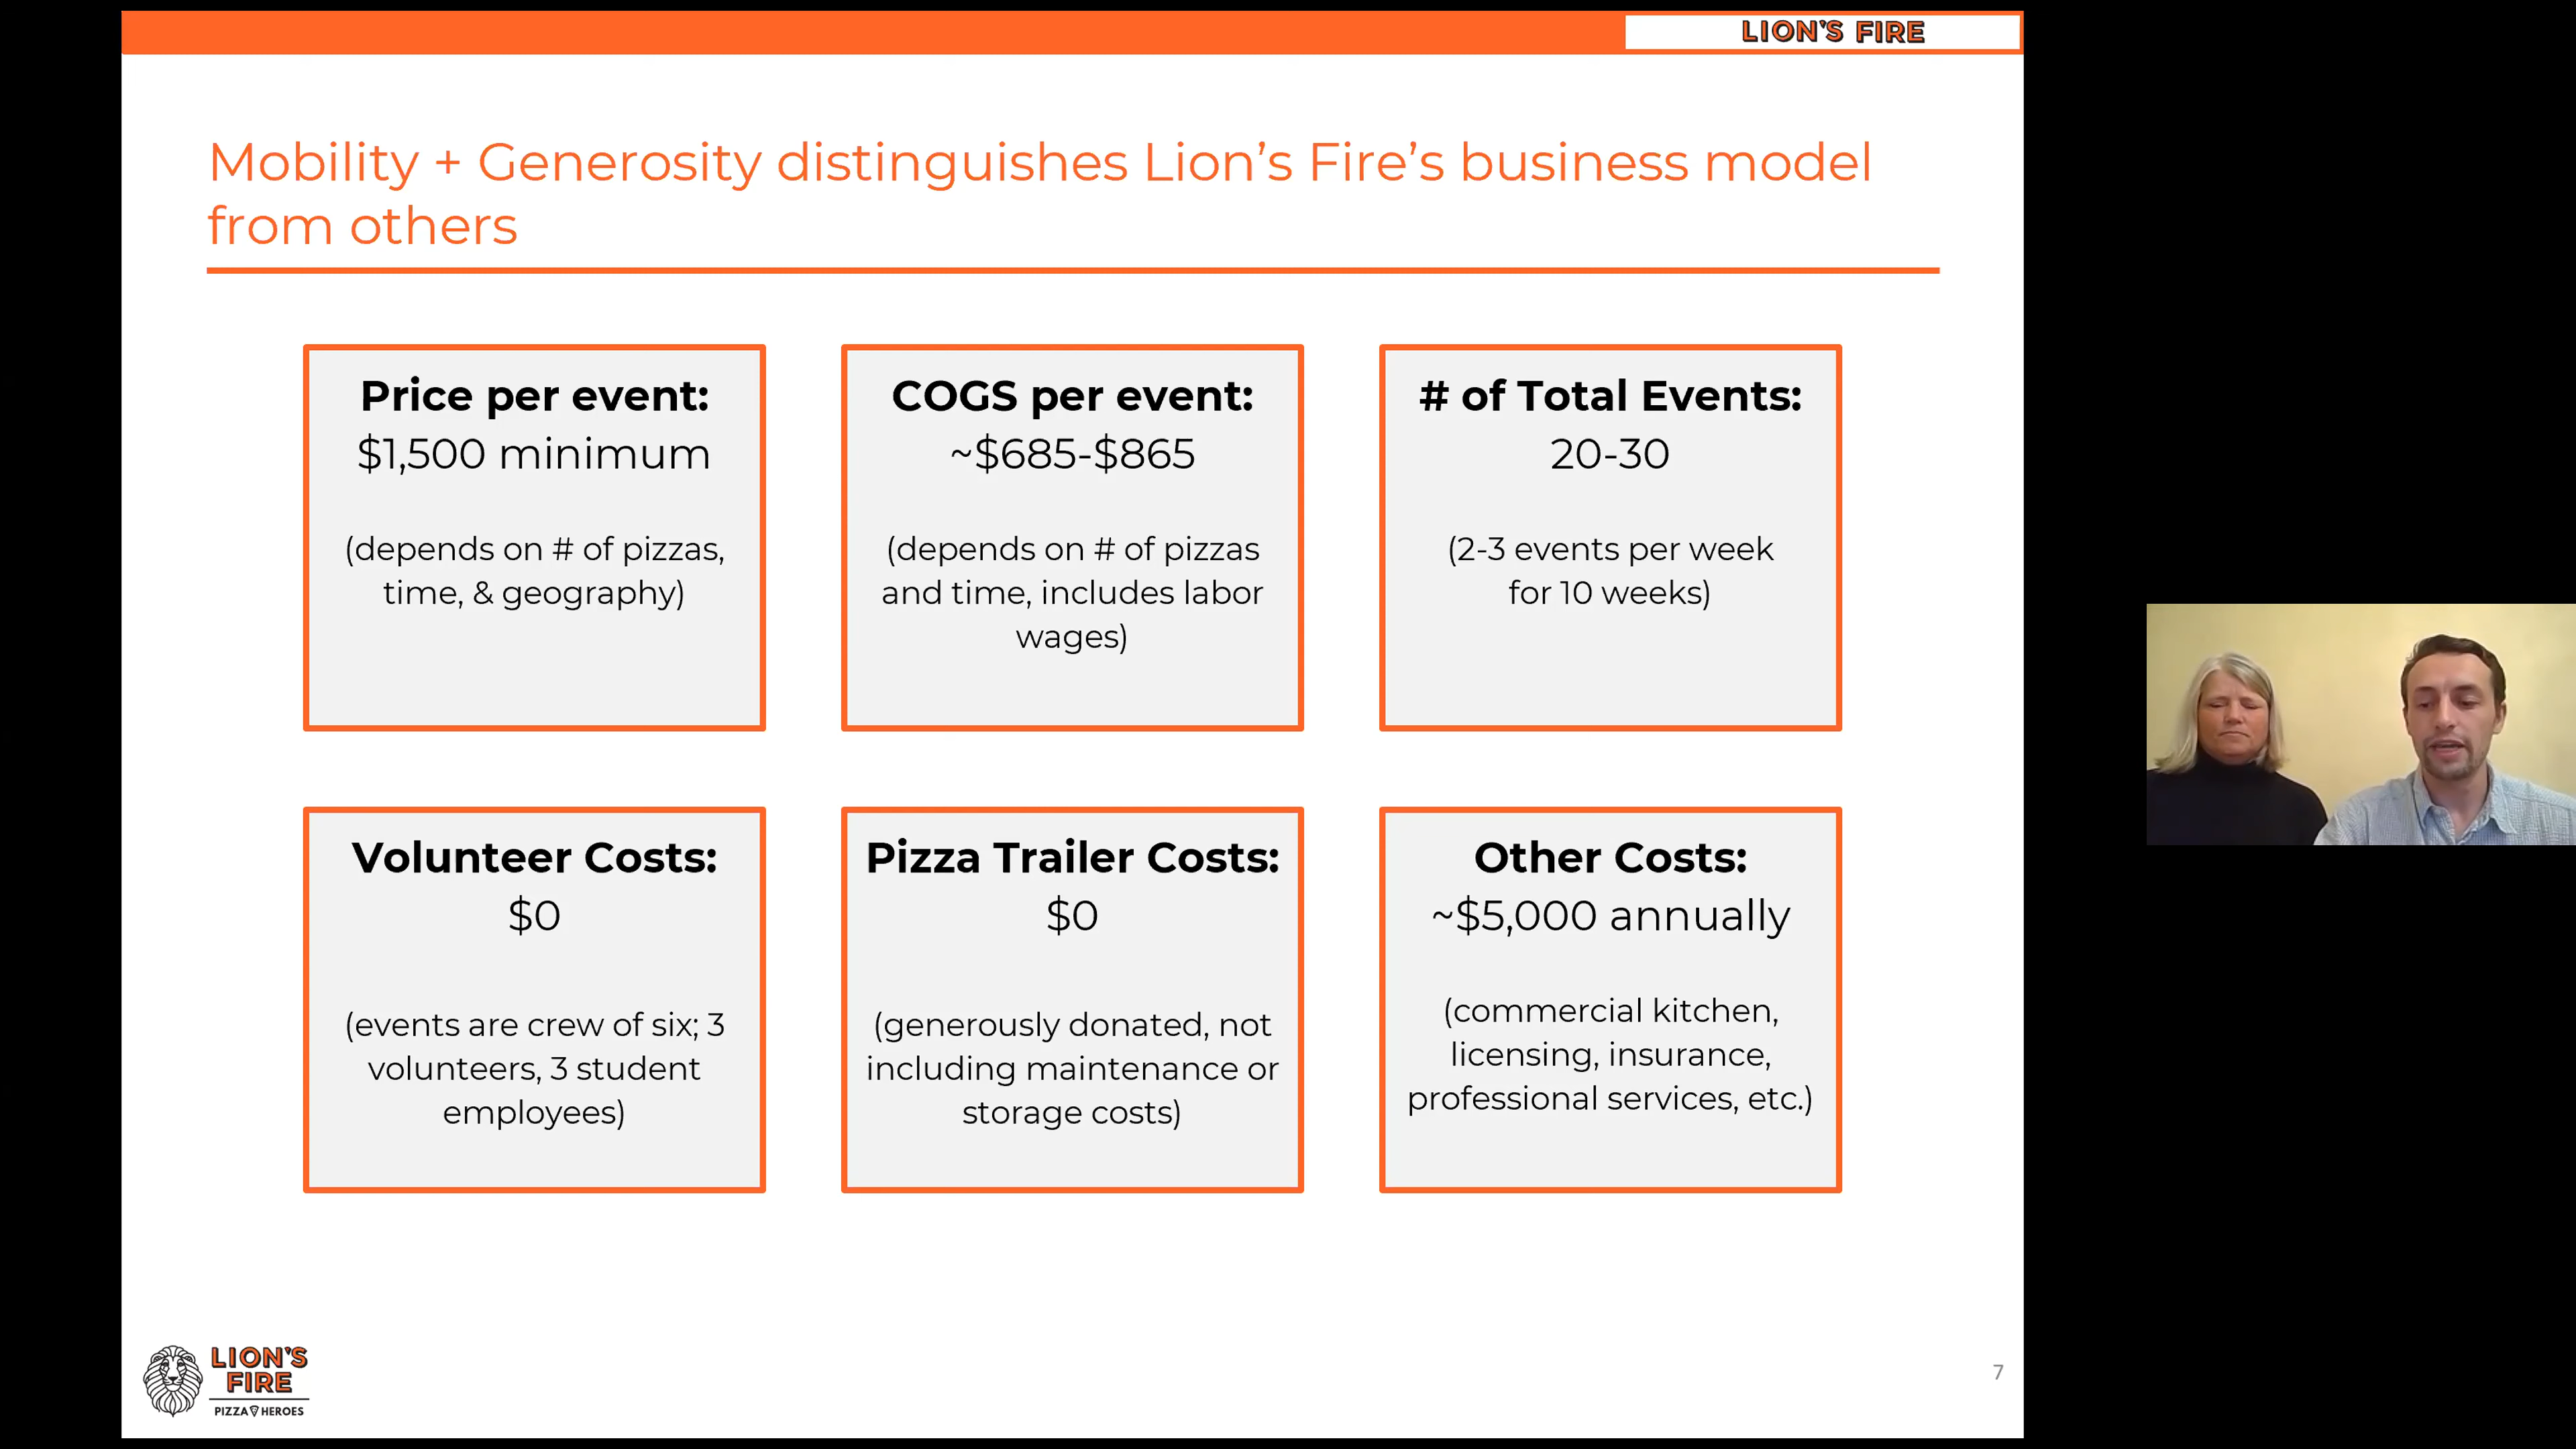 LION'S FIRE
Mobility + Generosity distinguishes Lion’s Fire’s business model
from others
Price per event:
$1,500 minimum
(depends on # of pizzas,
time, & geography)
COGS per event:
~$685-$865
(depends on # of pizzas
and time, includes labor
wages)
# of Total Events:
20-30
(2-3 events per week
for 10 weeks)
Volunteer Costs:
$0
(events are crew of six; 3
volunteers, 3 student
employees)
Pizza Trailer Costs:
$0
(generously donated, not
including maintenance or
storage costs)
Other Costs:
~$5,000 annually
(commercial kitchen,
licensing, insurance,
professional services, etc.)
LION'S
FIRE
PIZZA HEROES
7